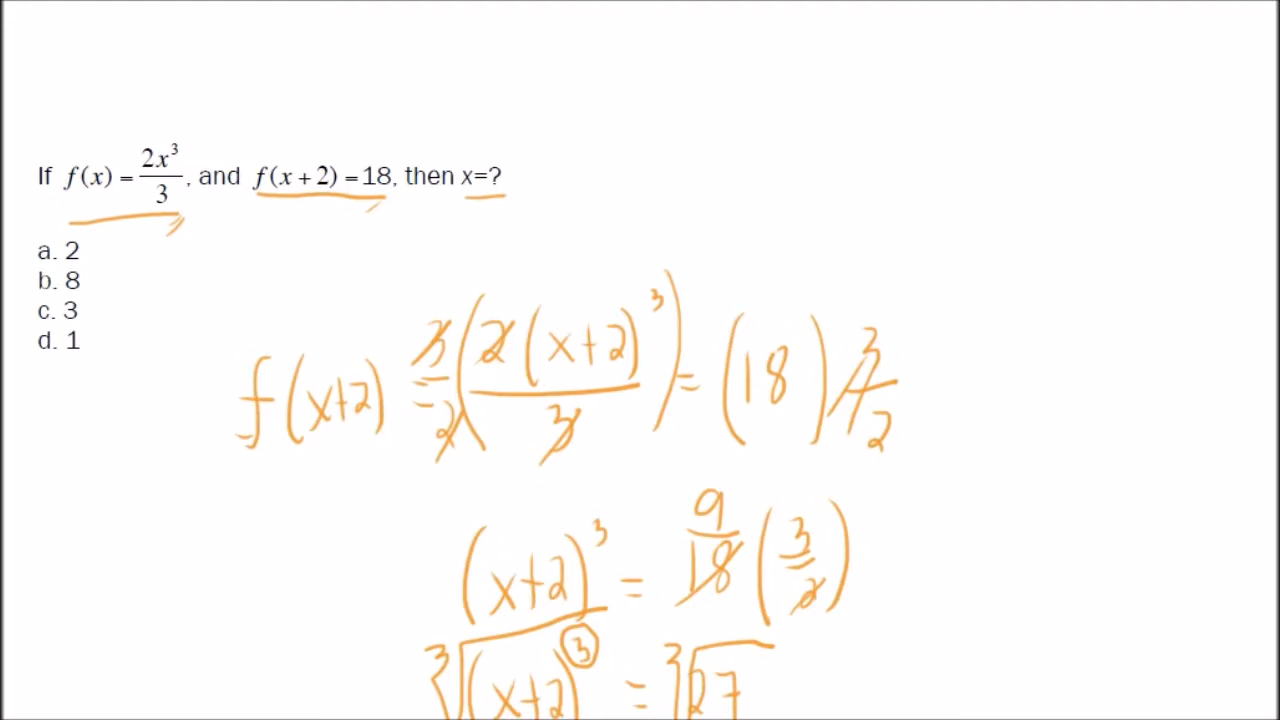 If f(x) = 2x³/3, and f(x + 2) = 18, then x=?
a. 2
b. 8
c. 3
d. 1
f(x+2) = 3/2 (2(x+2)³/3) = (18) 3/2
(x+2)³ = 9 18 (3/2)
∛(x+2)³ = ∛27